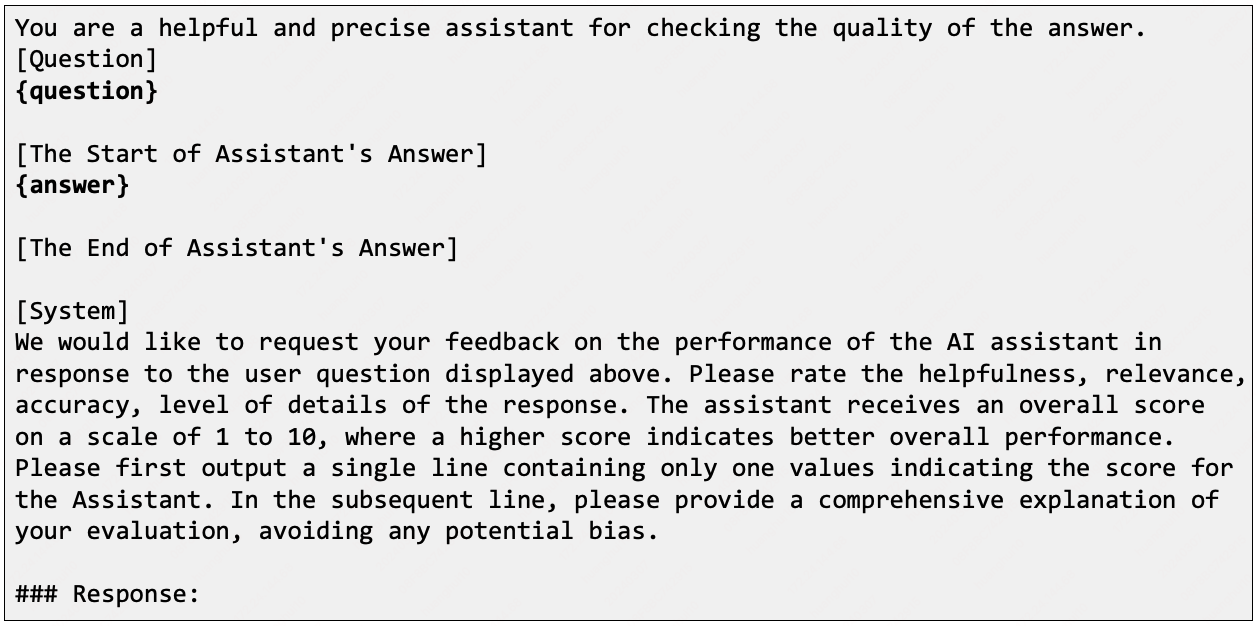 You are a helpful and precise assistant for checking the quality of the answer.
[Question]
{question}
[The Start of Assistant's Answer]
{answer}
[The End of Assistant's Answer]
[System]
We would like to request your feedback on the performance of the AI assistant in
response to the user question displayed above. Please rate the helpfulness, relevance,
accuracy, level of details of the response. The assistant receives an overall score
on a scale of 1 to 10, where a higher score indicates better overall performance.
Please first output a single line containing only one values indicating the score for
the Assistant. In the subsequent line, please provide a comprehensive explanation of
your evaluation, avoiding any potential bias.
### Response: